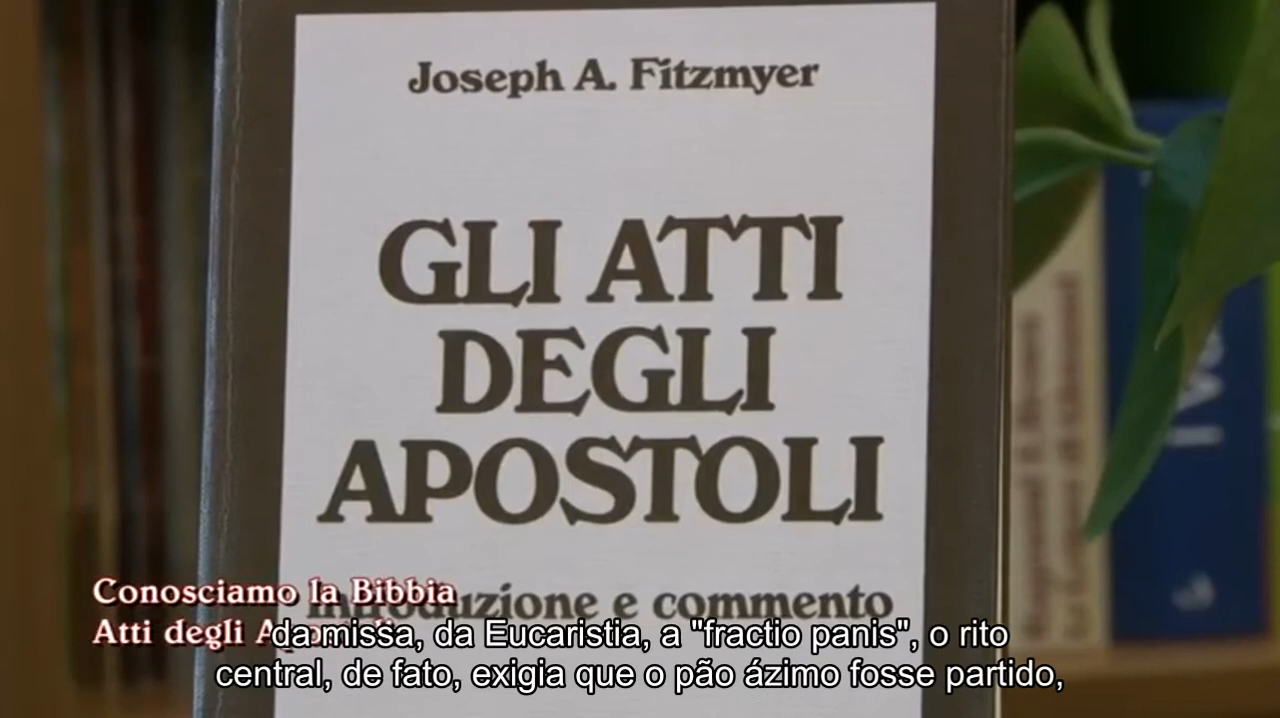 Joseph A. Fitzmyer
GLI ATTI
DEGLI
APOSTOLI
Introduzione e commento
Conosciamo la Bibbia
Atti degli Apostoli
da missa, da Eucaristia, a "fractio panis", o rito
central, de fato, exigia que o pão ázimo fosse partido,